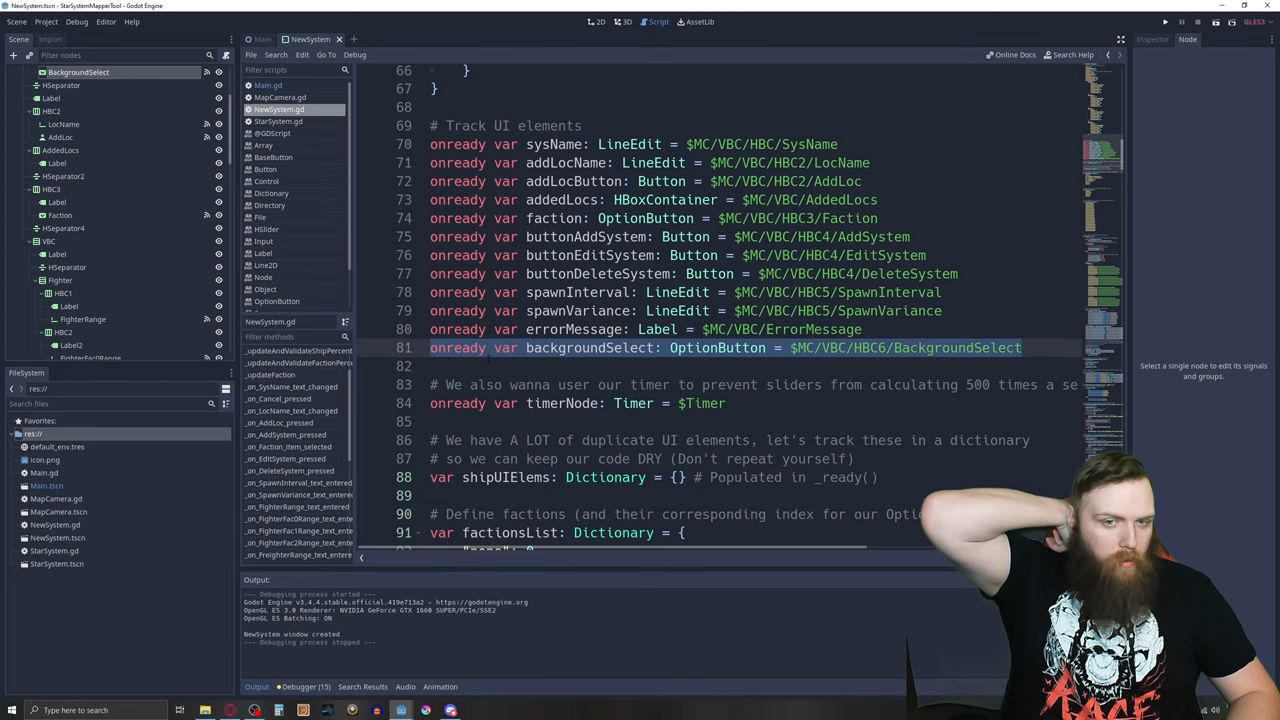 NewSystem.tscn - StarSystemMapperTool - Godot Engine
Scene Project Debug Editor Help
2D 3D Script AssetLib
GLES3
Scene Import
Filter nodes
BackgroundSelect
HSeparator
Label
HBC2
LocName
AddLoc
AddedLocs
Label
HSeparator2
HBC3
Label
Faction
HSeparator4
VBC
Label
HSeparator
Fighter
HBC1
Label
FighterRange
HBC2
Label2
FighterFac0Range
FileSystem
res://
Search files
Favorites:
res://
default_env.tres
icon.png
Main.gd
Main.tscn
MapCamera.gd
MapCamera.tscn
NewSystem.gd
NewSystem.tscn
StarSystem.gd
StarSystem.tscn
Main NewSystem
File Search Edit Go To Debug
Online Docs Search Help
Filter scripts
Main.gd
MapCamera.gd
NewSystem.gd
StarSystem.gd
@GDScript
Array
BaseButton
Button
Control
Dictionary
Directory
File
HSlider
Input
Label
Line2D
Node
Object
OptionButton
NewSystem.gd
Filter methods
_updateAndValidateShipPercent
_updateAndValidateFactionPerc
_updateFaction
_on_SysName_text_changed
_on_Cancel_pressed
_on_LocName_text_changed
_on_AddLoc_pressed
_on_AddSystem_pressed
_on_Faction_item_selected
_on_EditSystem_pressed
_on_DeleteSystem_pressed
_on_SpawnInterval_text_entered
_on_SpawnVariance_text_entered
_on_FighterRange_text_entered
_on_FighterFac0Range_text_ente
_on_FighterFac1Range_text_ente
_on_FighterFac2Range_text_ente
_on_FreighterRange_text_entere
66 }
67 }
68
69 # Track UI elements
70 onready var sysName: LineEdit = $MC/VBC/HBC/SysName
71 onready var addLocName: LineEdit = $MC/VBC/HBC2/LocName
72 onready var addLocButton: Button = $MC/VBC/HBC2/AddLoc
73 onready var addedLocs: HBoxContainer = $MC/VBC/AddedLocs
74 onready var faction: OptionButton = $MC/VBC/HBC3/Faction
75 onready var buttonAddSystem: Button = $MC/VBC/HBC4/AddSystem
76 onready var buttonEditSystem: Button = $MC/VBC/HBC4/EditSystem
77 onready var buttonDeleteSystem: Button = $MC/VBC/HBC4/DeleteSystem
78 onready var spawnInterval: LineEdit = $MC/VBC/HBC5/SpawnInterval
79 onready var spawnVariance: LineEdit = $MC/VBC/HBC5/SpawnVariance
80 onready var errorMessage: Label = $MC/VBC/ErrorMessage
81 onready var backgroundSelect: OptionButton = $MC/VBC/HBC6/BackgroundSelect
82
83 # We also wanna user our timer to prevent sliders from calculating 500 times a se
84 onready var timerNode: Timer = $Timer
85
86 # We have A LOT or duplicate UI elements, let's track these in a dictionary
87 # so we can keep our code DRY (Don't repeat yourself)
88 var shipUIElems: Dictionary = {} # Populated in _ready()
89
90 # Define factions (and their corresponding index for our Opti
91 var factionsList: Dictionary = {
Output:
--- Debugging process started ---
Godot Engine v3.4.4.stable.official.419e713a2 - https://godotengine.org
OpenGL ES 3.0 Renderer: NVIDIA GeForce GTX 1660 SUPER/PCIe/SSE2
OpenGL ES Batching: ON
NewSystem window created
--- Debugging process stopped ---
Output Debugger (15) Search Results Audio Animation
Inspector Node
Select a single node to edit its signals
and groups.
Type here to search
RACE